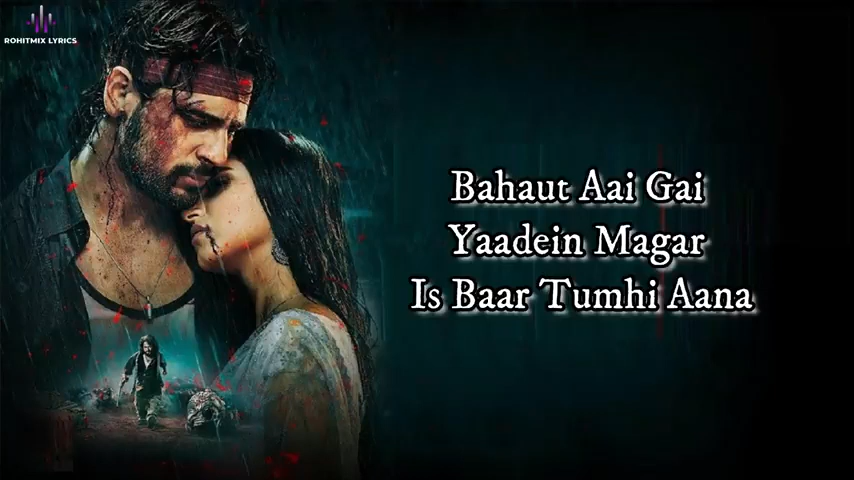 ROHITMIX LYRICS
Bahaut Aai Gai
Yaadein Magar
Is Baar Tumhi Aana